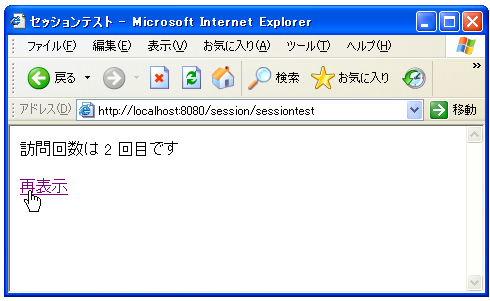 セッションテスト - Microsoft Internet Explorer
ファイル(F) 編集(E) 表示(V) お気に入り(A) ツール(T) ヘルプ(H)
戻る 検索 お気に入り »
アドレス(D) http://localhost:8080/session/sessiontest 移動
訪問回数は 2 回目です
再表示